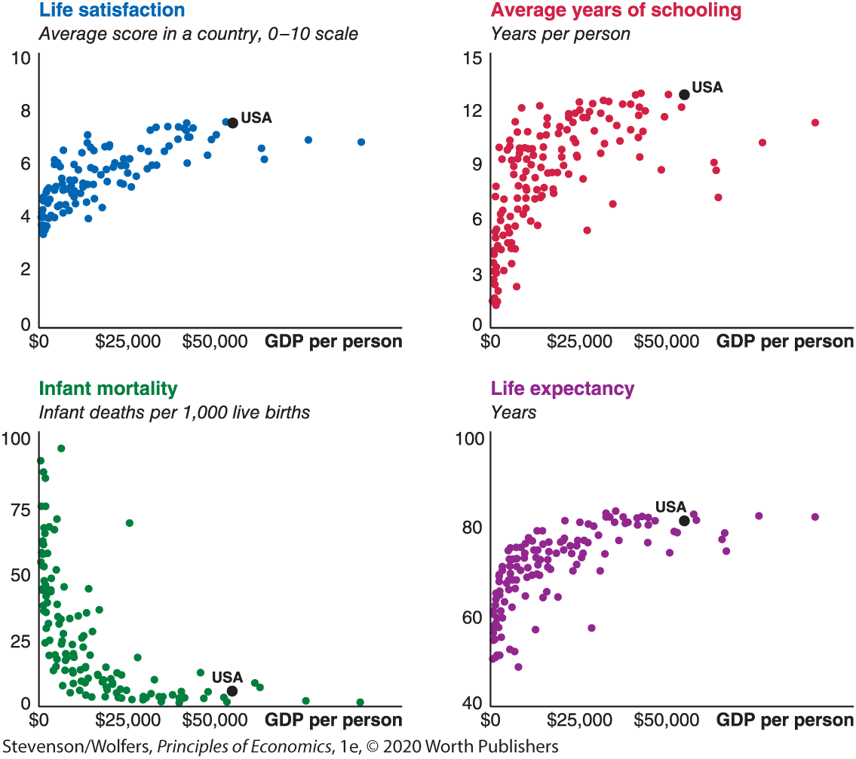 Life satisfaction
Average score in a country, 0–10 scale
10
8
6
4
2
0
USA
$0 $25,000 $50,000 GDP per person
Average years of schooling
Years per person
15
12
9
6
3
0
USA
$0 $25,000 $50,000 GDP per person
Infant mortality
Infant deaths per 1,000 live births
100
75
50
25
0
USA
$0 $25,000 $50,000 GDP per person
Life expectancy
Years
100
80
60
40
USA
$0 $25,000 $50,000 GDP per person
Stevenson/Wolfers, Principles of Economics, 1e, © 2020 Worth Publishers